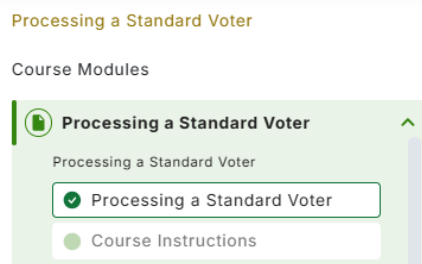 Processing a Standard Voter
Course Modules
Processing a Standard Voter
Processing a Standard Voter
Processing a Standard Voter
Course Instructions